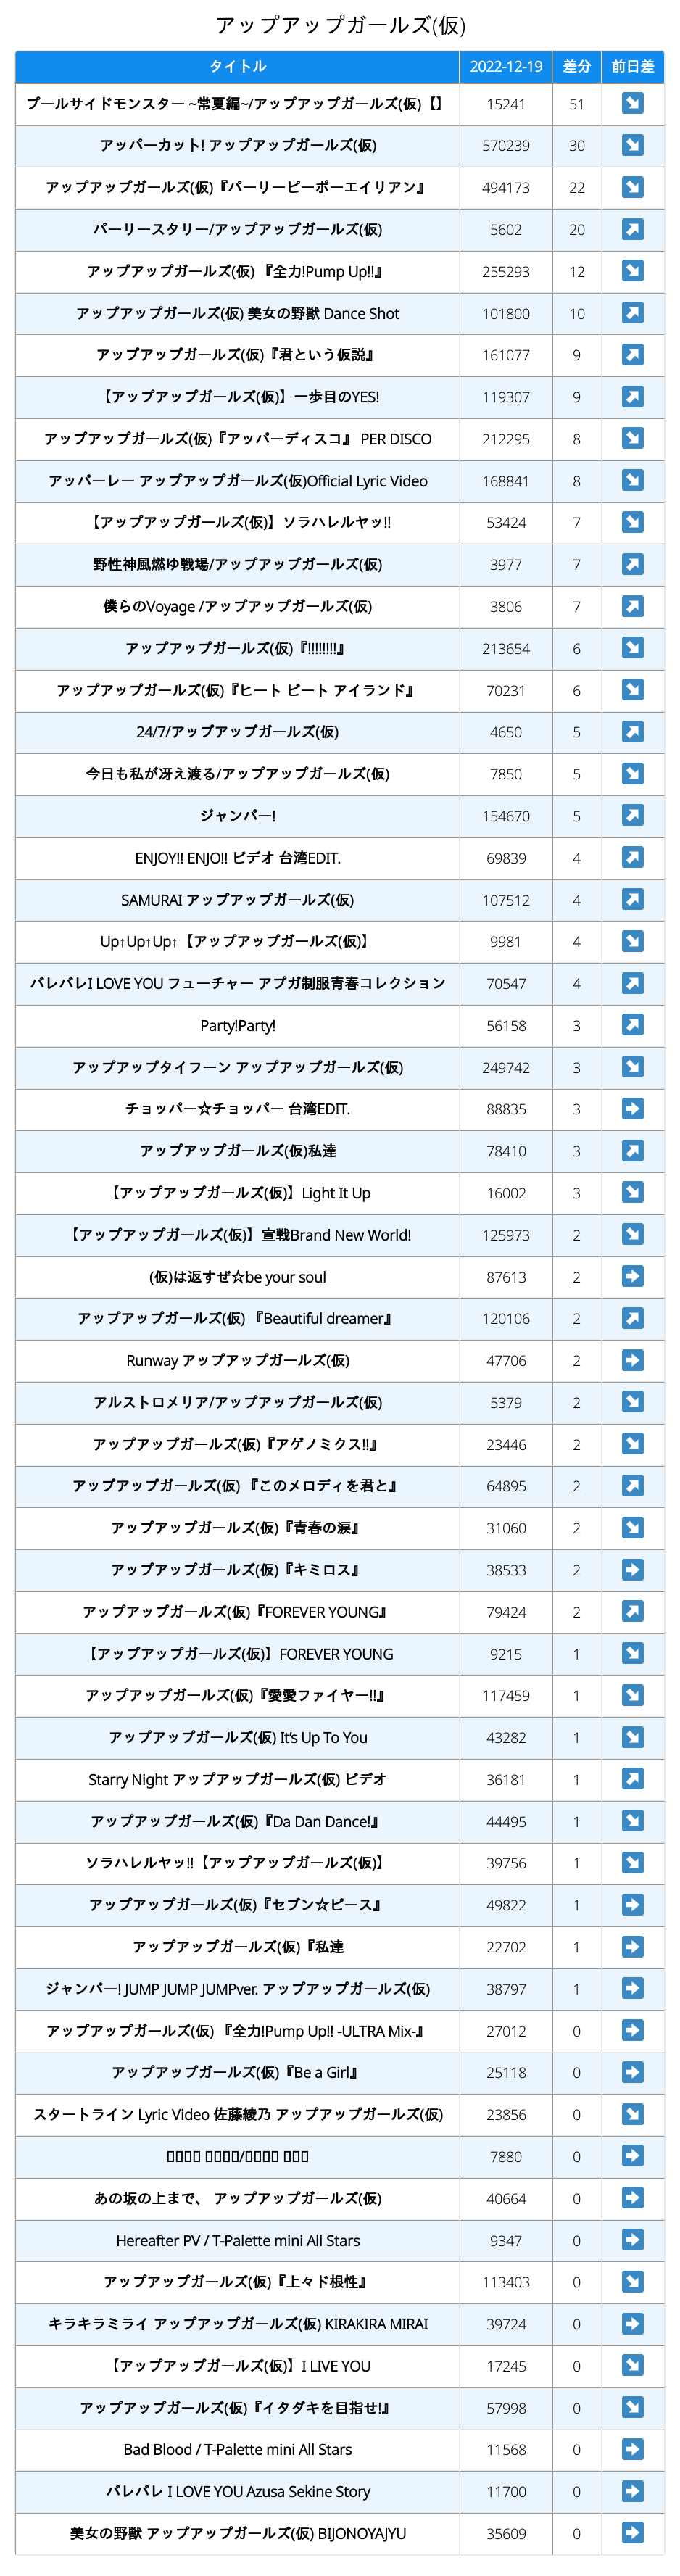 アップアップガールズ(仮)
タイトル 2022-12-19 差分 前日差
プールサイドモンスター ~常夏編~/アップアップガールズ(仮)【】 15241 51
アッパーカット! アップアップガールズ(仮) 570239 30
アップアップガールズ(仮)『パーリーピーポーエイリアン』 494173 22
パーリースタリー/アップアップガールズ(仮) 5602 20
アップアップガールズ(仮) 『全力!Pump Up!!』 255293 12
アップアップガールズ(仮) 美女の野獣 Dance Shot 101800 10
アップアップガールズ(仮)『君という仮説』 161077 9
【アップアップガールズ(仮)】一歩目のYES! 119307 9
アップアップガールズ(仮)『アッパーディスコ』 PER DISCO 212295 8
アッパーレー アップアップガールズ(仮)Official Lyric Video 168841 8
【アップアップガールズ(仮)】ソラハレルヤッ!! 53424 7
野性神風燃ゆ戦場/アップアップガールズ(仮) 3977 7
僕らのVoyage /アップアップガールズ(仮) 3806 7
アップアップガールズ(仮)『!!!!!!!!』 213654 6
アップアップガールズ(仮)『ヒート ビート アイランド』 70231 6
24/7/アップアップガールズ(仮) 4650 5
今日も私が冴え渡る/アップアップガールズ(仮) 7850 5
ジャンパー! 154670 5
ENJOY!! ENJO!! ビデオ 台湾EDIT. 69839 4
SAMURAI アップアップガールズ(仮) 107512 4
Up↑Up↑Up↑【アップアップガールズ(仮)】 9981 4
バレバレI LOVE YOU フューチャー アプガ制服青春コレクション 70547 4
Party!Party! 56158 3
アップアップタイフーン アップアップガールズ(仮) 249742 3
チョッパー☆チョッパー 台湾EDIT. 88835 3
アップアップガールズ(仮)私達 78410 3
【アップアップガールズ(仮)】Light It Up 16002 3
【アップアップガールズ(仮)】宣戦Brand New World! 125973 2
(仮)は返すぜ☆be your soul 87613 2
アップアップガールズ(仮) 『Beautiful dreamer』 120106 2
Runway アップアップガールズ(仮) 47706 2
アルストロメリア/アップアップガールズ(仮) 5379 2
アップアップガールズ(仮)『アゲノミクス!!』 23446 2
アップアップガールズ(仮) 『このメロディを君と』 64895 2
アップアップガールズ(仮)『青春の涙』 31060 2
アップアップガールズ(仮)『キミロス』 38533 2
アップアップガールズ(仮)『FOREVER YOUNG』 79424 2
【アップアップガールズ(仮)】FOREVER YOUNG 9215 1
アップアップガールズ(仮)『愛愛ファイヤー!!』 117459 1
アップアップガールズ(仮) It's Up To You 43282 1
Starry Night アップアップガールズ(仮) ビデオ 36181 1
アップアップガールズ(仮)『Da Dan Dance!』 44495 1
ソラハレルヤッ!!【アップアップガールズ(仮)】 39756 1
アップアップガールズ(仮)『セブン☆ピース』 49822 1
アップアップガールズ(仮)『私達 22702 1
ジャンパー! JUMP JUMP JUMPver. アップアップガールズ(仮) 38797 1
アップアップガールズ(仮) 『全力!Pump Up!! -ULTRA Mix-』 27012 0
アップアップガールズ(仮)『Be a Girl』 25118 0
スタートライン Lyric Video 佐藤綾乃 アップアップガールズ(仮) 23856 0
7880 0
あの坂の上まで、 アップアップガールズ(仮) 40664 0
Hereafter PV / T-Palette mini All Stars 9347 0
アップアップガールズ(仮)『上々ド根性』 113403 0
キラキラミライ アップアップガールズ(仮) KIRAKIRA MIRAI 39724 0
【アップアップガールズ(仮)】I LIVE YOU 17245 0
アップアップガールズ(仮)『イタダキを目指せ!』 57998 0
Bad Blood / T-Palette mini All Stars 11568 0
バレバレ I LOVE YOU Azusa Sekine Story 11700 0
美女の野獣 アップアップガールズ(仮) BIJONOYAJYU 35609 0